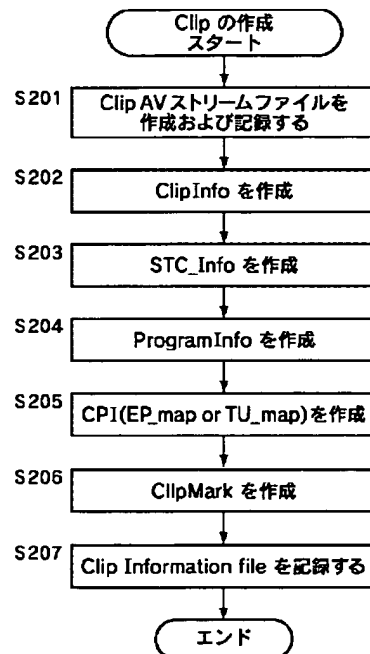 Clip の作成
スタート
S201
Clip AVストリームファイルを
作成および記録する
S202
ClipInfo を作成
S203
STC_Info を作成
S204
ProgramInfo を作成
S205
CPI(EP_map or TU_map)を作成
S206
ClipMark を作成
S207
Clip Information file を記録する
エンド